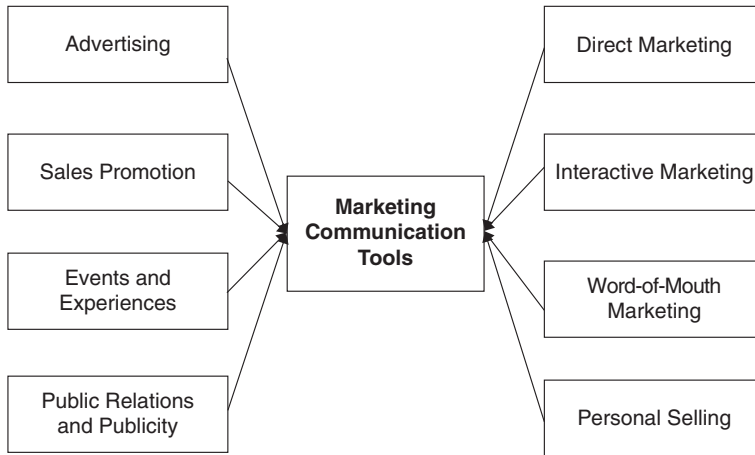 Advertising
Sales Promotion
Events and
Experiences
Public Relations
and Publicity
Marketing
Communication
Tools
Direct Marketing
Interactive Marketing
Word-of-Mouth
Marketing
Personal Selling